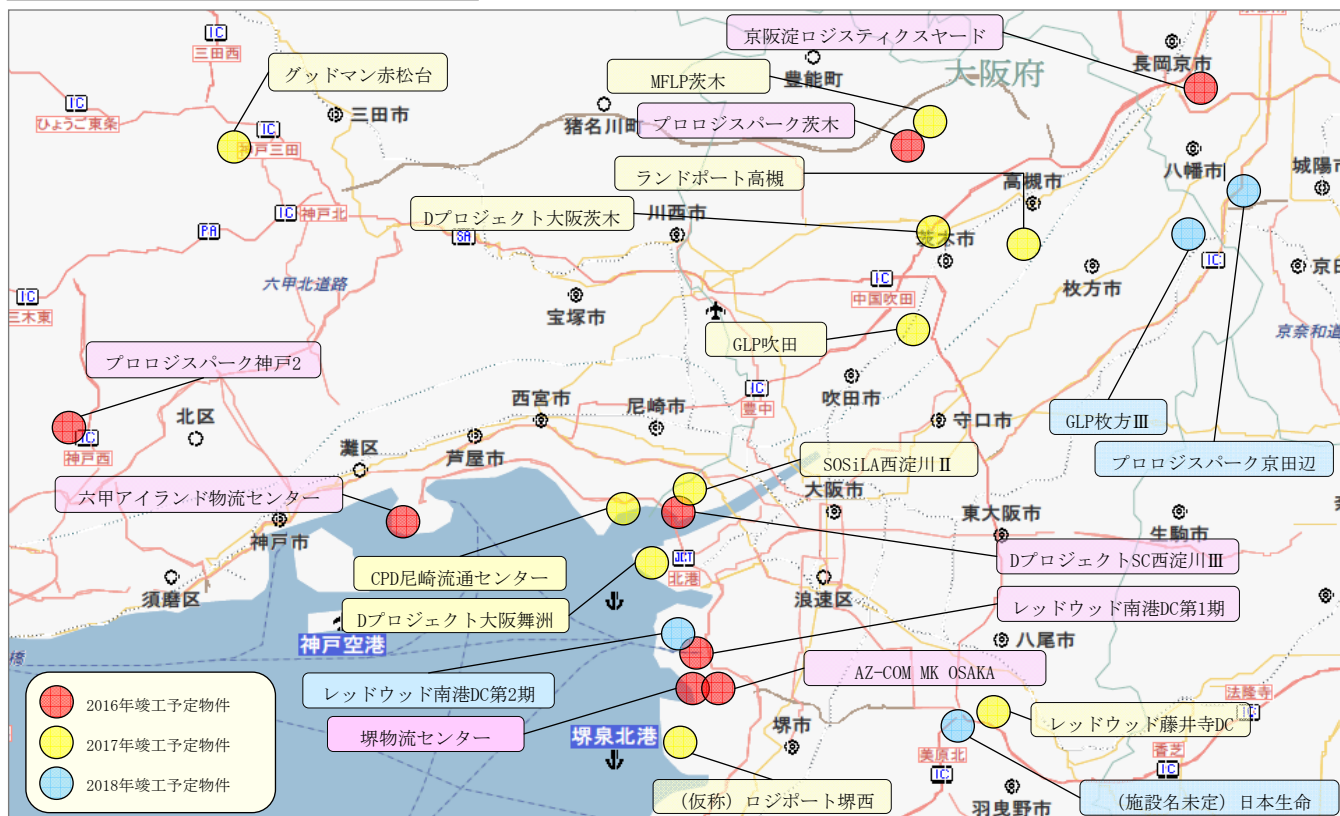 IC
三田西
京阪淀ロジスティクスヤード
長岡京市
グッドマン赤松台
MFLP茨木
豊能町
大阪府
IC
ひょうご東条
三田市
猪名川町
プロロジスパーク茨木
IC
神戸三田
八幡市
城陽市
ランドポート高槻
高槻市
IC
神戸北
Dプロジェクト大阪茨木
川西市
PA
SA
茨木市
IC
六甲北道路
IC
中国吹田
枚方市
IC
三木東
宝塚市
京奈和道
GLP吹田
プロロジスパーク神戸2
IC
豊中
吹田市
西宮市
尼崎市
北区
守口市
GLP枚方Ⅲ
IC
神戸西
灘区
芦屋市
SOSiLA西淀川Ⅱ
プロロジスパーク京田辺
六甲アイランド物流センター
大阪市
東大阪市
生駒市
神戸市
JCT
北港
DプロジェクトSC西淀川Ⅲ
CPD尼崎流通センター
須磨区
浪速区
レッドウッド南港DC第1期
Dプロジェクト大阪舞洲
神戸空港
八尾市
橋
AZ-COM MK OSAKA
レッドウッド南港DC第2期
法隆寺
IC
2016年竣工予定物件
2017年竣工予定物件
2018年竣工予定物件
堺物流センター
堺泉北港
堺市
レッドウッド藤井寺DC
美原北
IC
香芝
IC
(仮称) ロジポート堺西
羽曳野市
(施設名未定) 日本生命